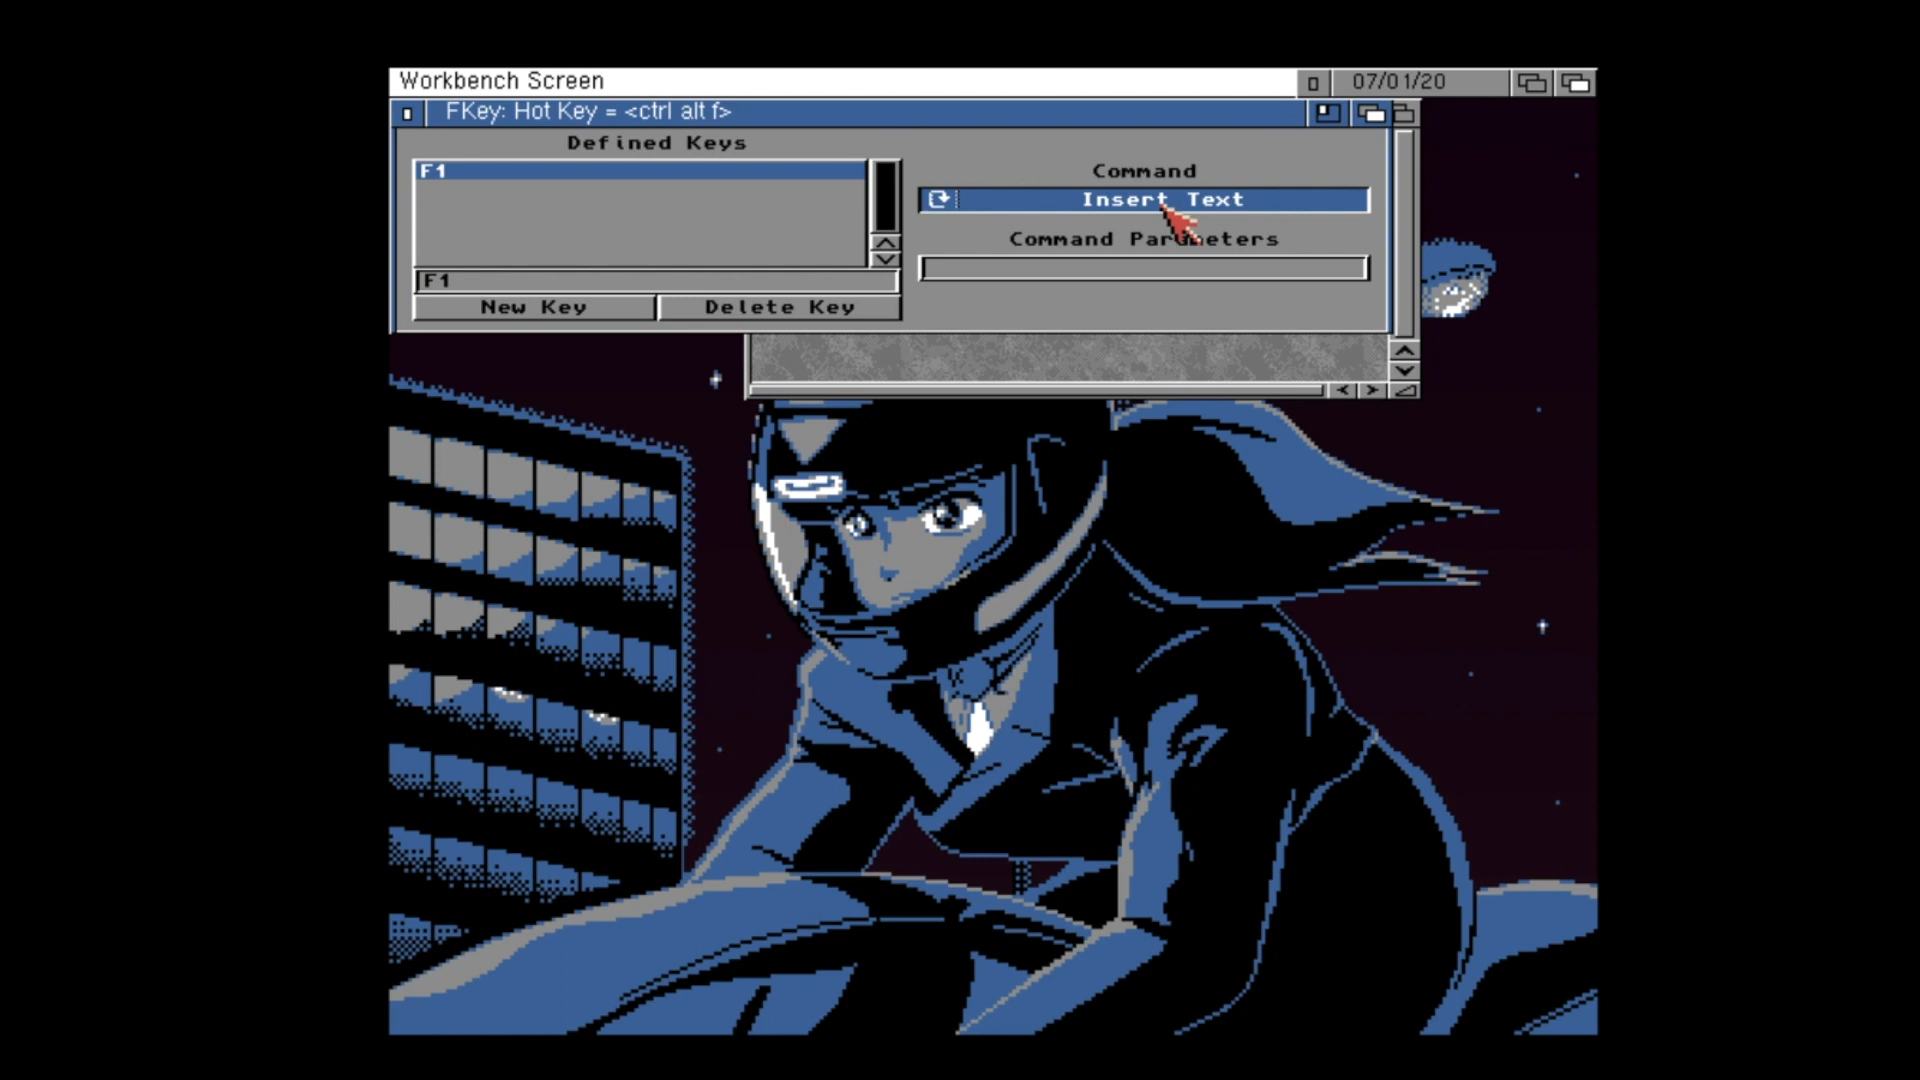 Workbench Screen 07/01/20
FKey: Hot Key = <ctrl alt f>
Defined Keys
F1
F1
New Key Delete Key
Command
Insert Text
Command Parameters